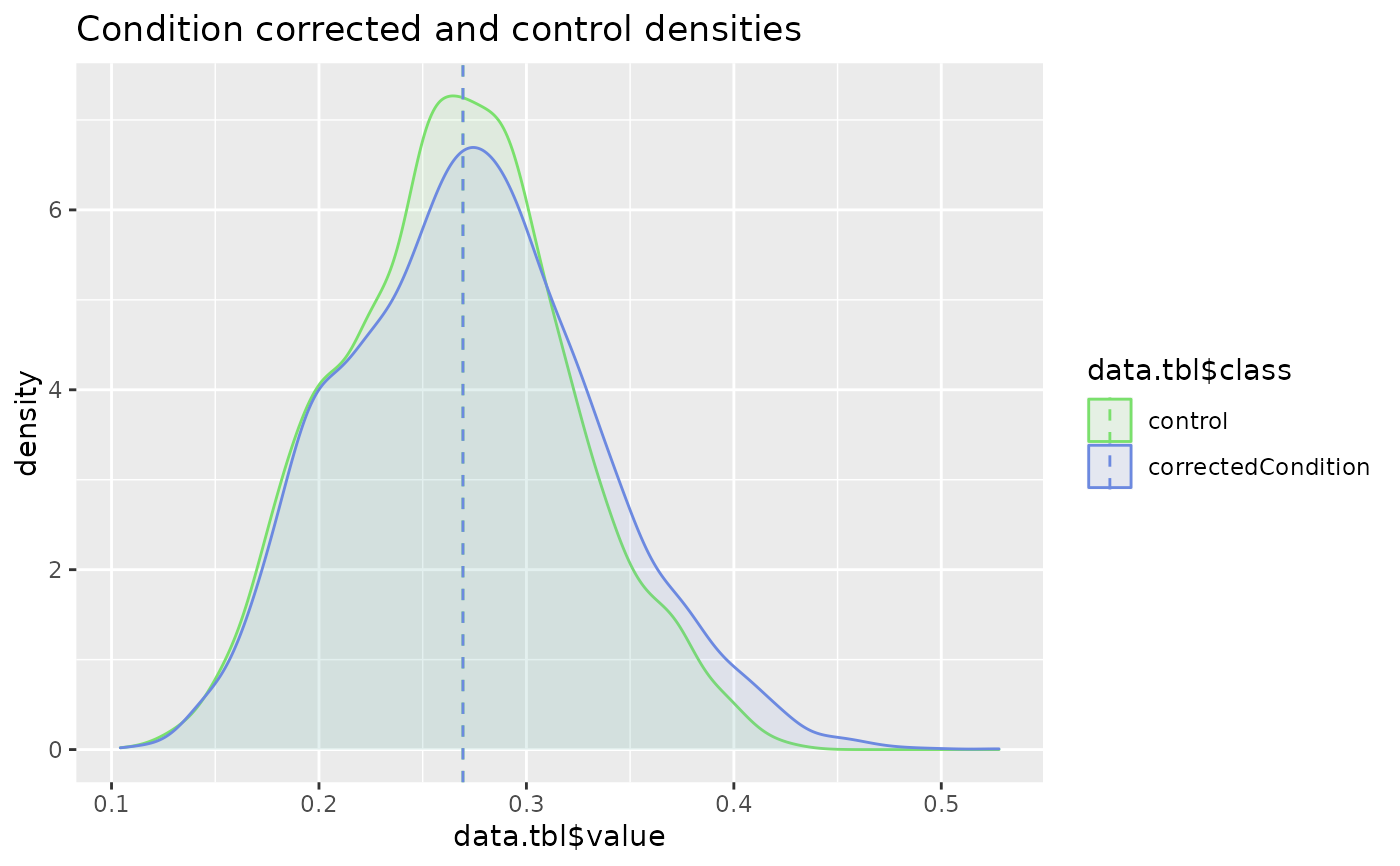 Condition corrected and control densities
density
6
4
2
0
0.1 0.2 0.3 0.4 0.5
data.tbl$value
data.tbl$class
control
correctedCondition